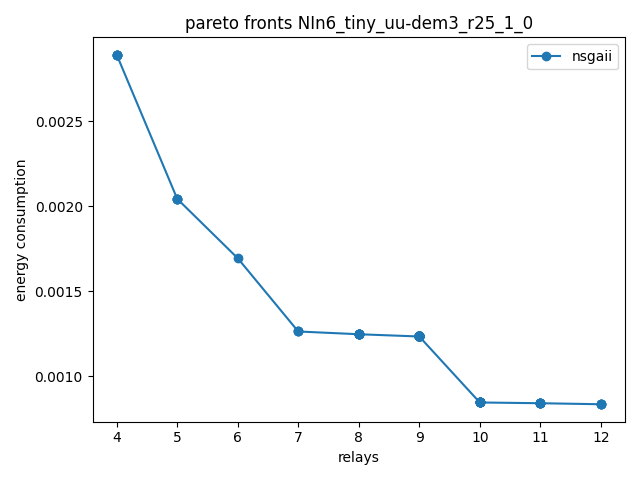 pareto fronts NIn6_tiny_uu-dem3_r25_1_0
nsgaii
energy consumption
0.0025
0.0020
0.0015
0.0010
4 5 6 7 8 9 10 11 12
relays